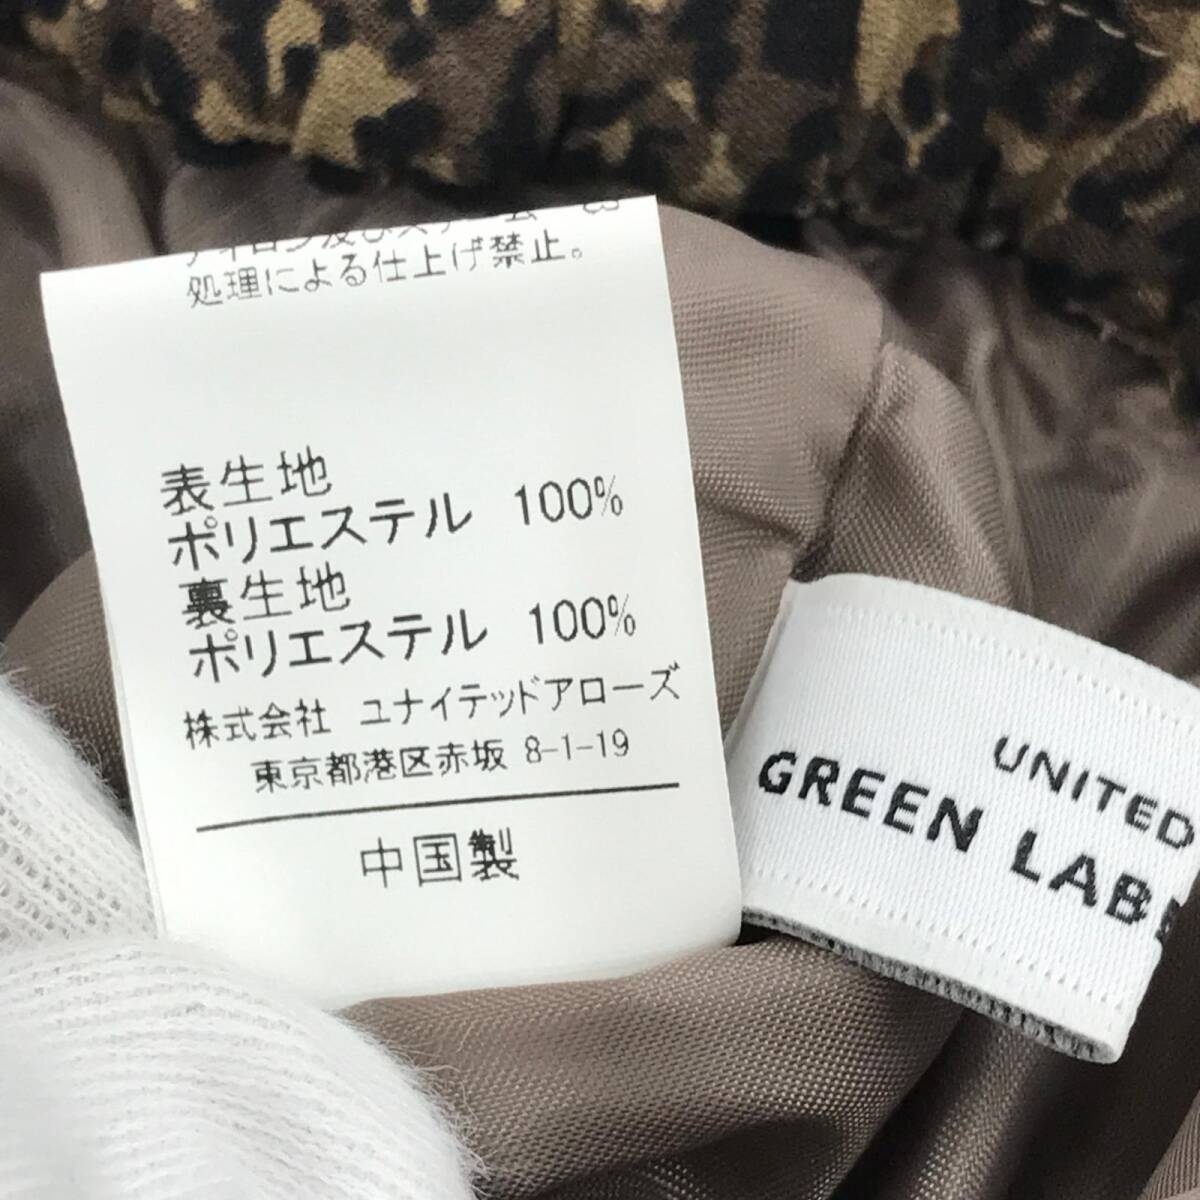 処理による仕上げ禁止。
表生地
ポリエステル 100%
裏生地
ポリエステル 100%
株式会社 ユナイテッドアローズ
東京都港区赤坂 8-1-19
中国製
UNITED
GREEN LABE